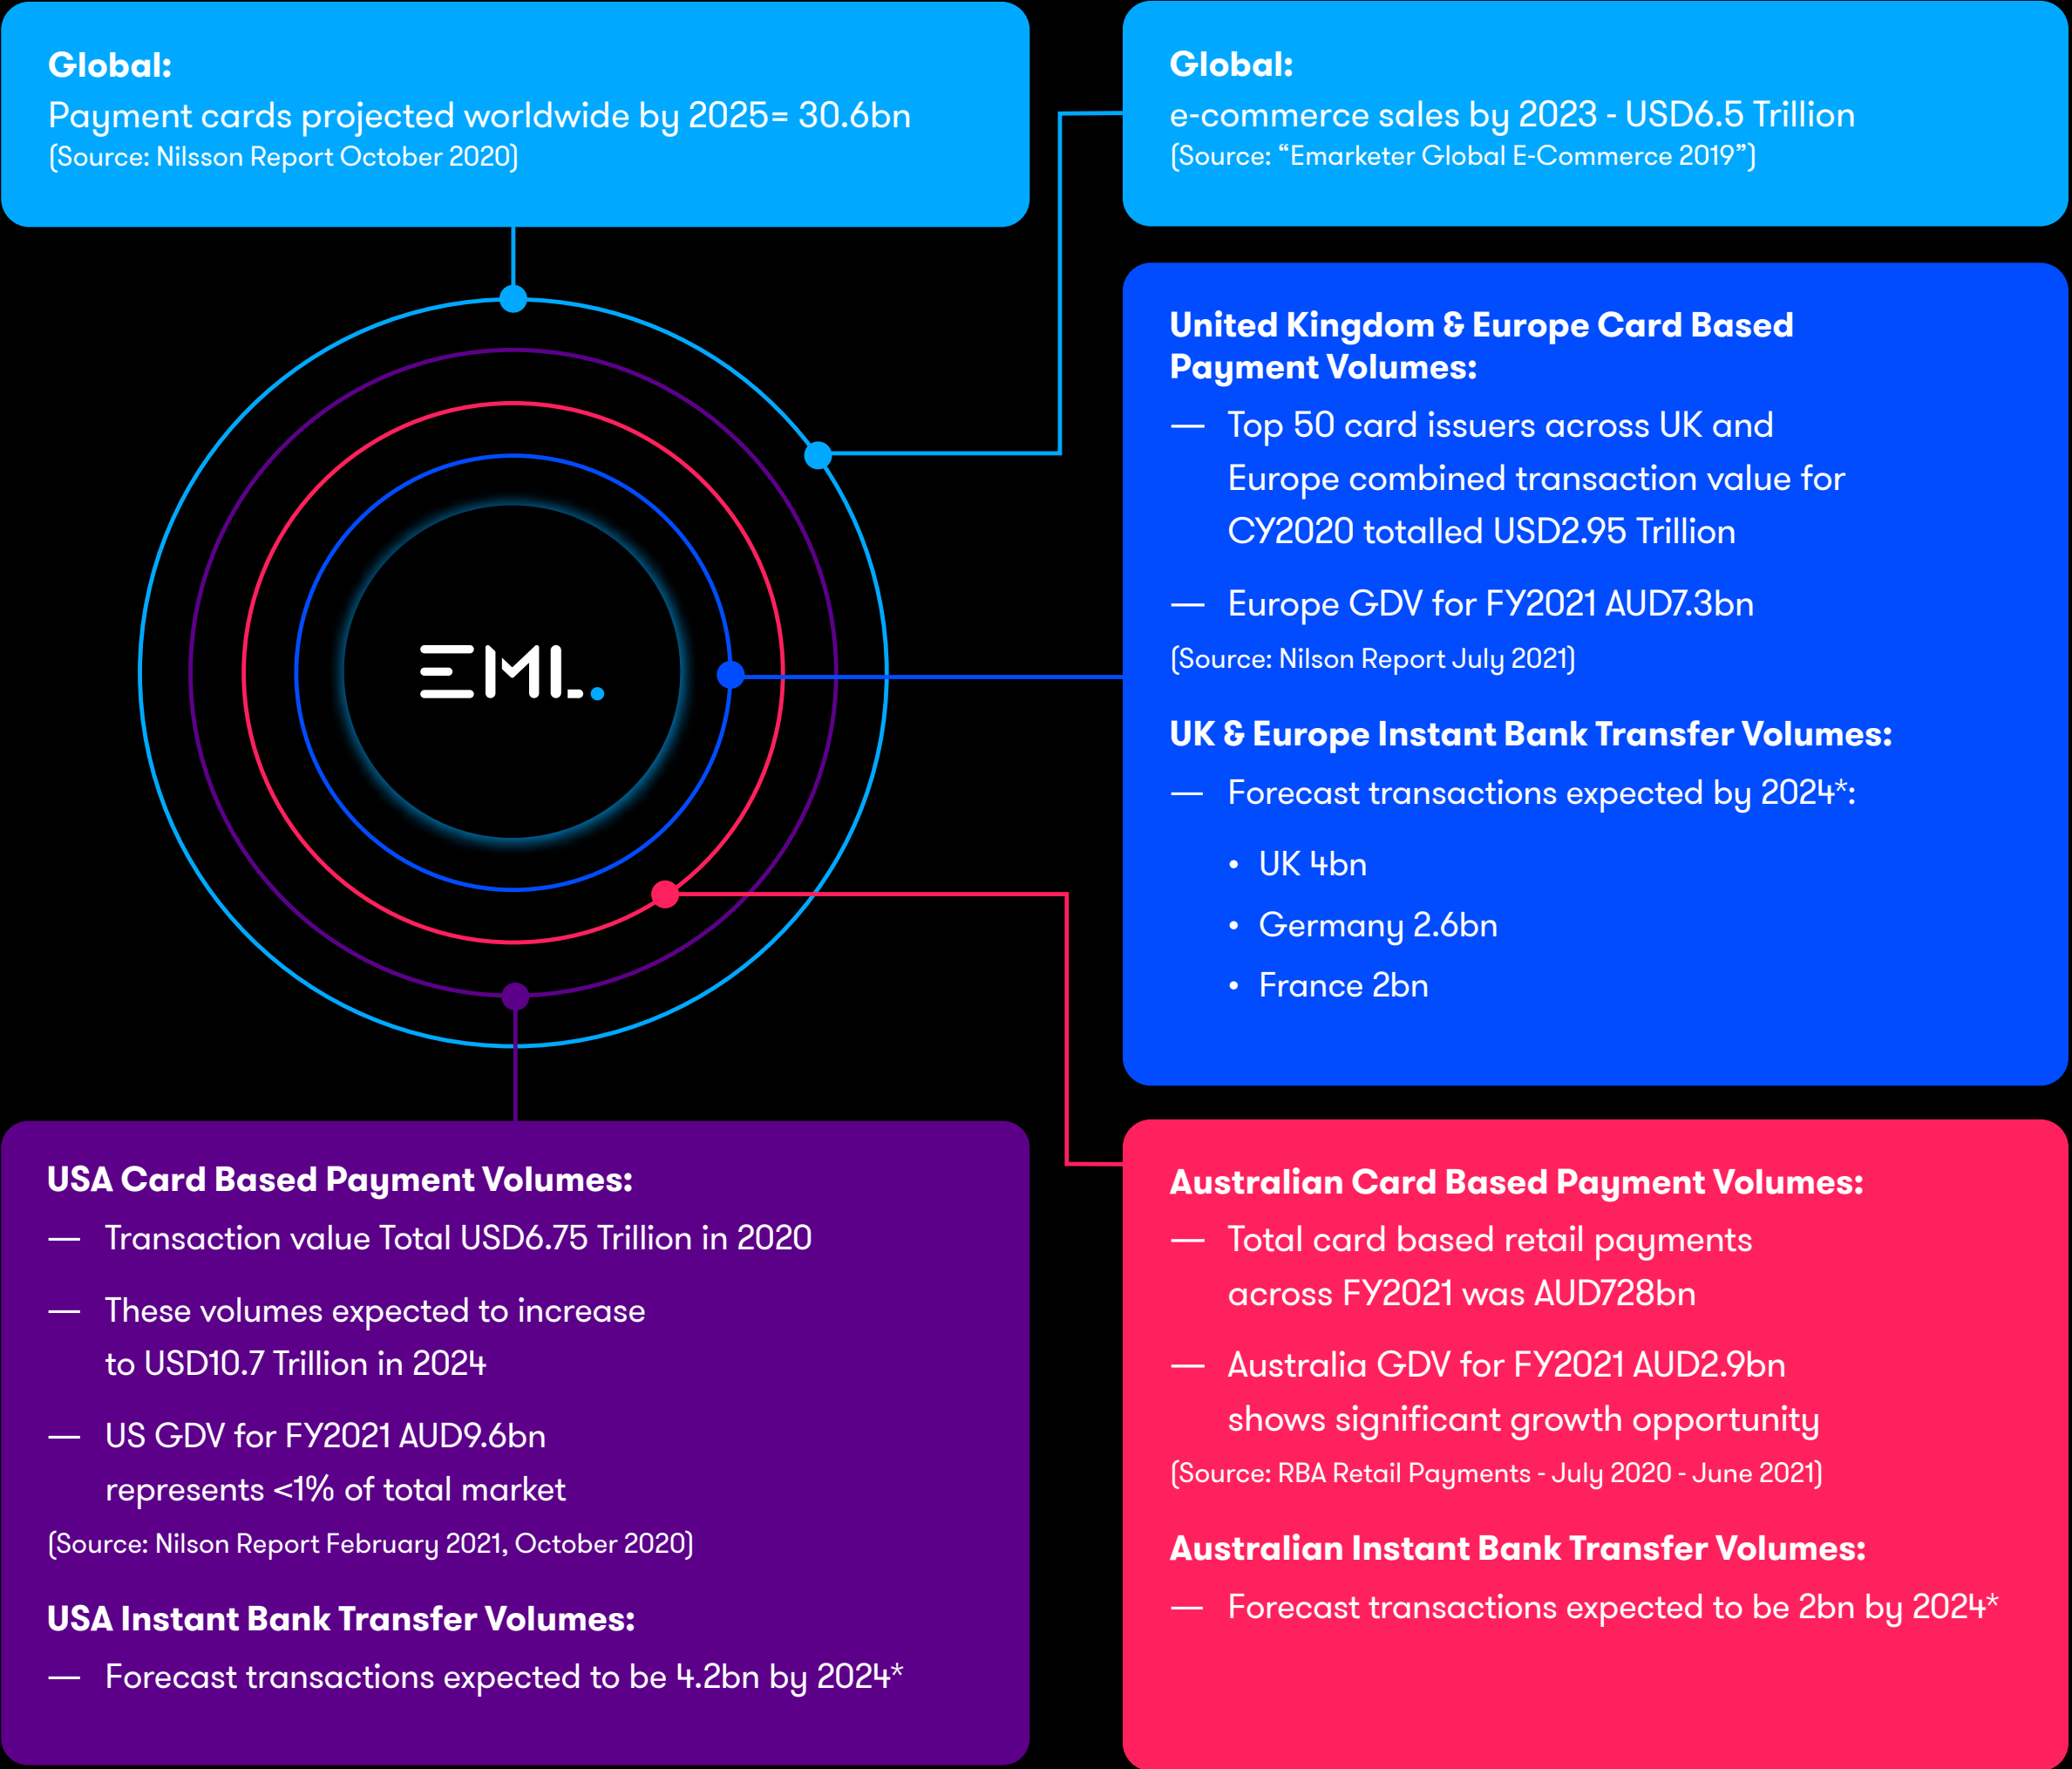 Global:
Payment cards projected worldwide by 2025= 30.6bn
(Source: Nilsson Report October 2020)
Global:
e-commerce sales by 2023 - USD6.5 Trillion
(Source: “Emarketer Global E-Commerce 2019”)
EML.
United Kingdom & Europe Card Based
Payment Volumes:
— Top 50 card issuers across UK and
Europe combined transaction value for
CY2020 totalled USD2.95 Trillion
— Europe GDV for FY2021 AUD7.3bn
(Source: Nilson Report July 2021)
UK & Europe Instant Bank Transfer Volumes:
— Forecast transactions expected by 2024*:
• UK 4bn
• Germany 2.6bn
• France 2bn
USA Card Based Payment Volumes:
— Transaction value Total USD6.75 Trillion in 2020
— These volumes expected to increase
to USD10.7 Trillion in 2024
— US GDV for FY2021 AUD9.6bn
represents <1% of total market
(Source: Nilson Report February 2021, October 2020)
USA Instant Bank Transfer Volumes:
— Forecast transactions expected to be 4.2bn by 2024*
Australian Card Based Payment Volumes:
— Total card based retail payments
across FY2021 was AUD728bn
— Australia GDV for FY2021 AUD2.9bn
shows significant growth opportunity
(Source: RBA Retail Payments - July 2020 - June 2021)
Australian Instant Bank Transfer Volumes:
— Forecast transactions expected to be 2bn by 2024*